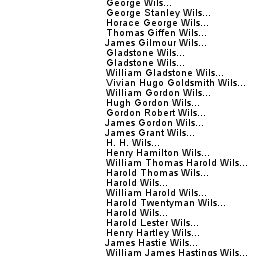 George Wils...
George Stanley Wils...
Horace George Wils...
Thomas Giffen Wils...
James Gilmour Wils...
Gladstone Wils...
Gladstone Wils...
William Gladstone Wils...
Vivian Hugo Goldsmith Wils...
William Gordon Wils...
Hugh Gordon Wils...
Gordon Robert Wils...
James Gordon Wils...
James Grant Wils...
H. H. Wils...
Henry Hamilton Wils...
William Thomas Harold Wils...
Harold Thomas Wils...
Harold Wils...
William Harold Wils...
Harold Twentyman Wils...
Harold Wils...
Harold Lester Wils...
Henry Hartley Wils...
James Hastie Wils...
William James Hastings Wils...